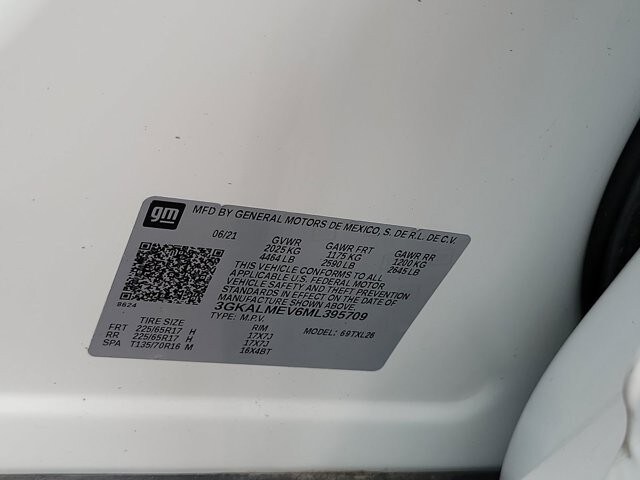 gm
MFD BY GENERAL MOTORS DE MEXICO, S. DE R.L. DE C.V.
06/21 GVWR GAWR FRT GAWR RR
2025 KG 1175 KG 1200 KG
4464 LB 2590 LB 2645 LB
THIS VEHICLE CONFORMS TO ALL
APPLICABLE U.S. FEDERAL MOTOR
VEHICLE SAFETY AND THEFT PREVENTION
STANDARDS IN EFFECT ON THE DATE OF
MANUFACTURE SHOWN ABOVE.
S624 3GKALMEV6ML395709
TYPE: M.P.V. MODEL: 69TXL26
TIRE SIZE RIM
FRT 225/65R17 H 17X7J
RR 225/65R17 H 17X7J
SPA T135/70R16 M 16X4BT